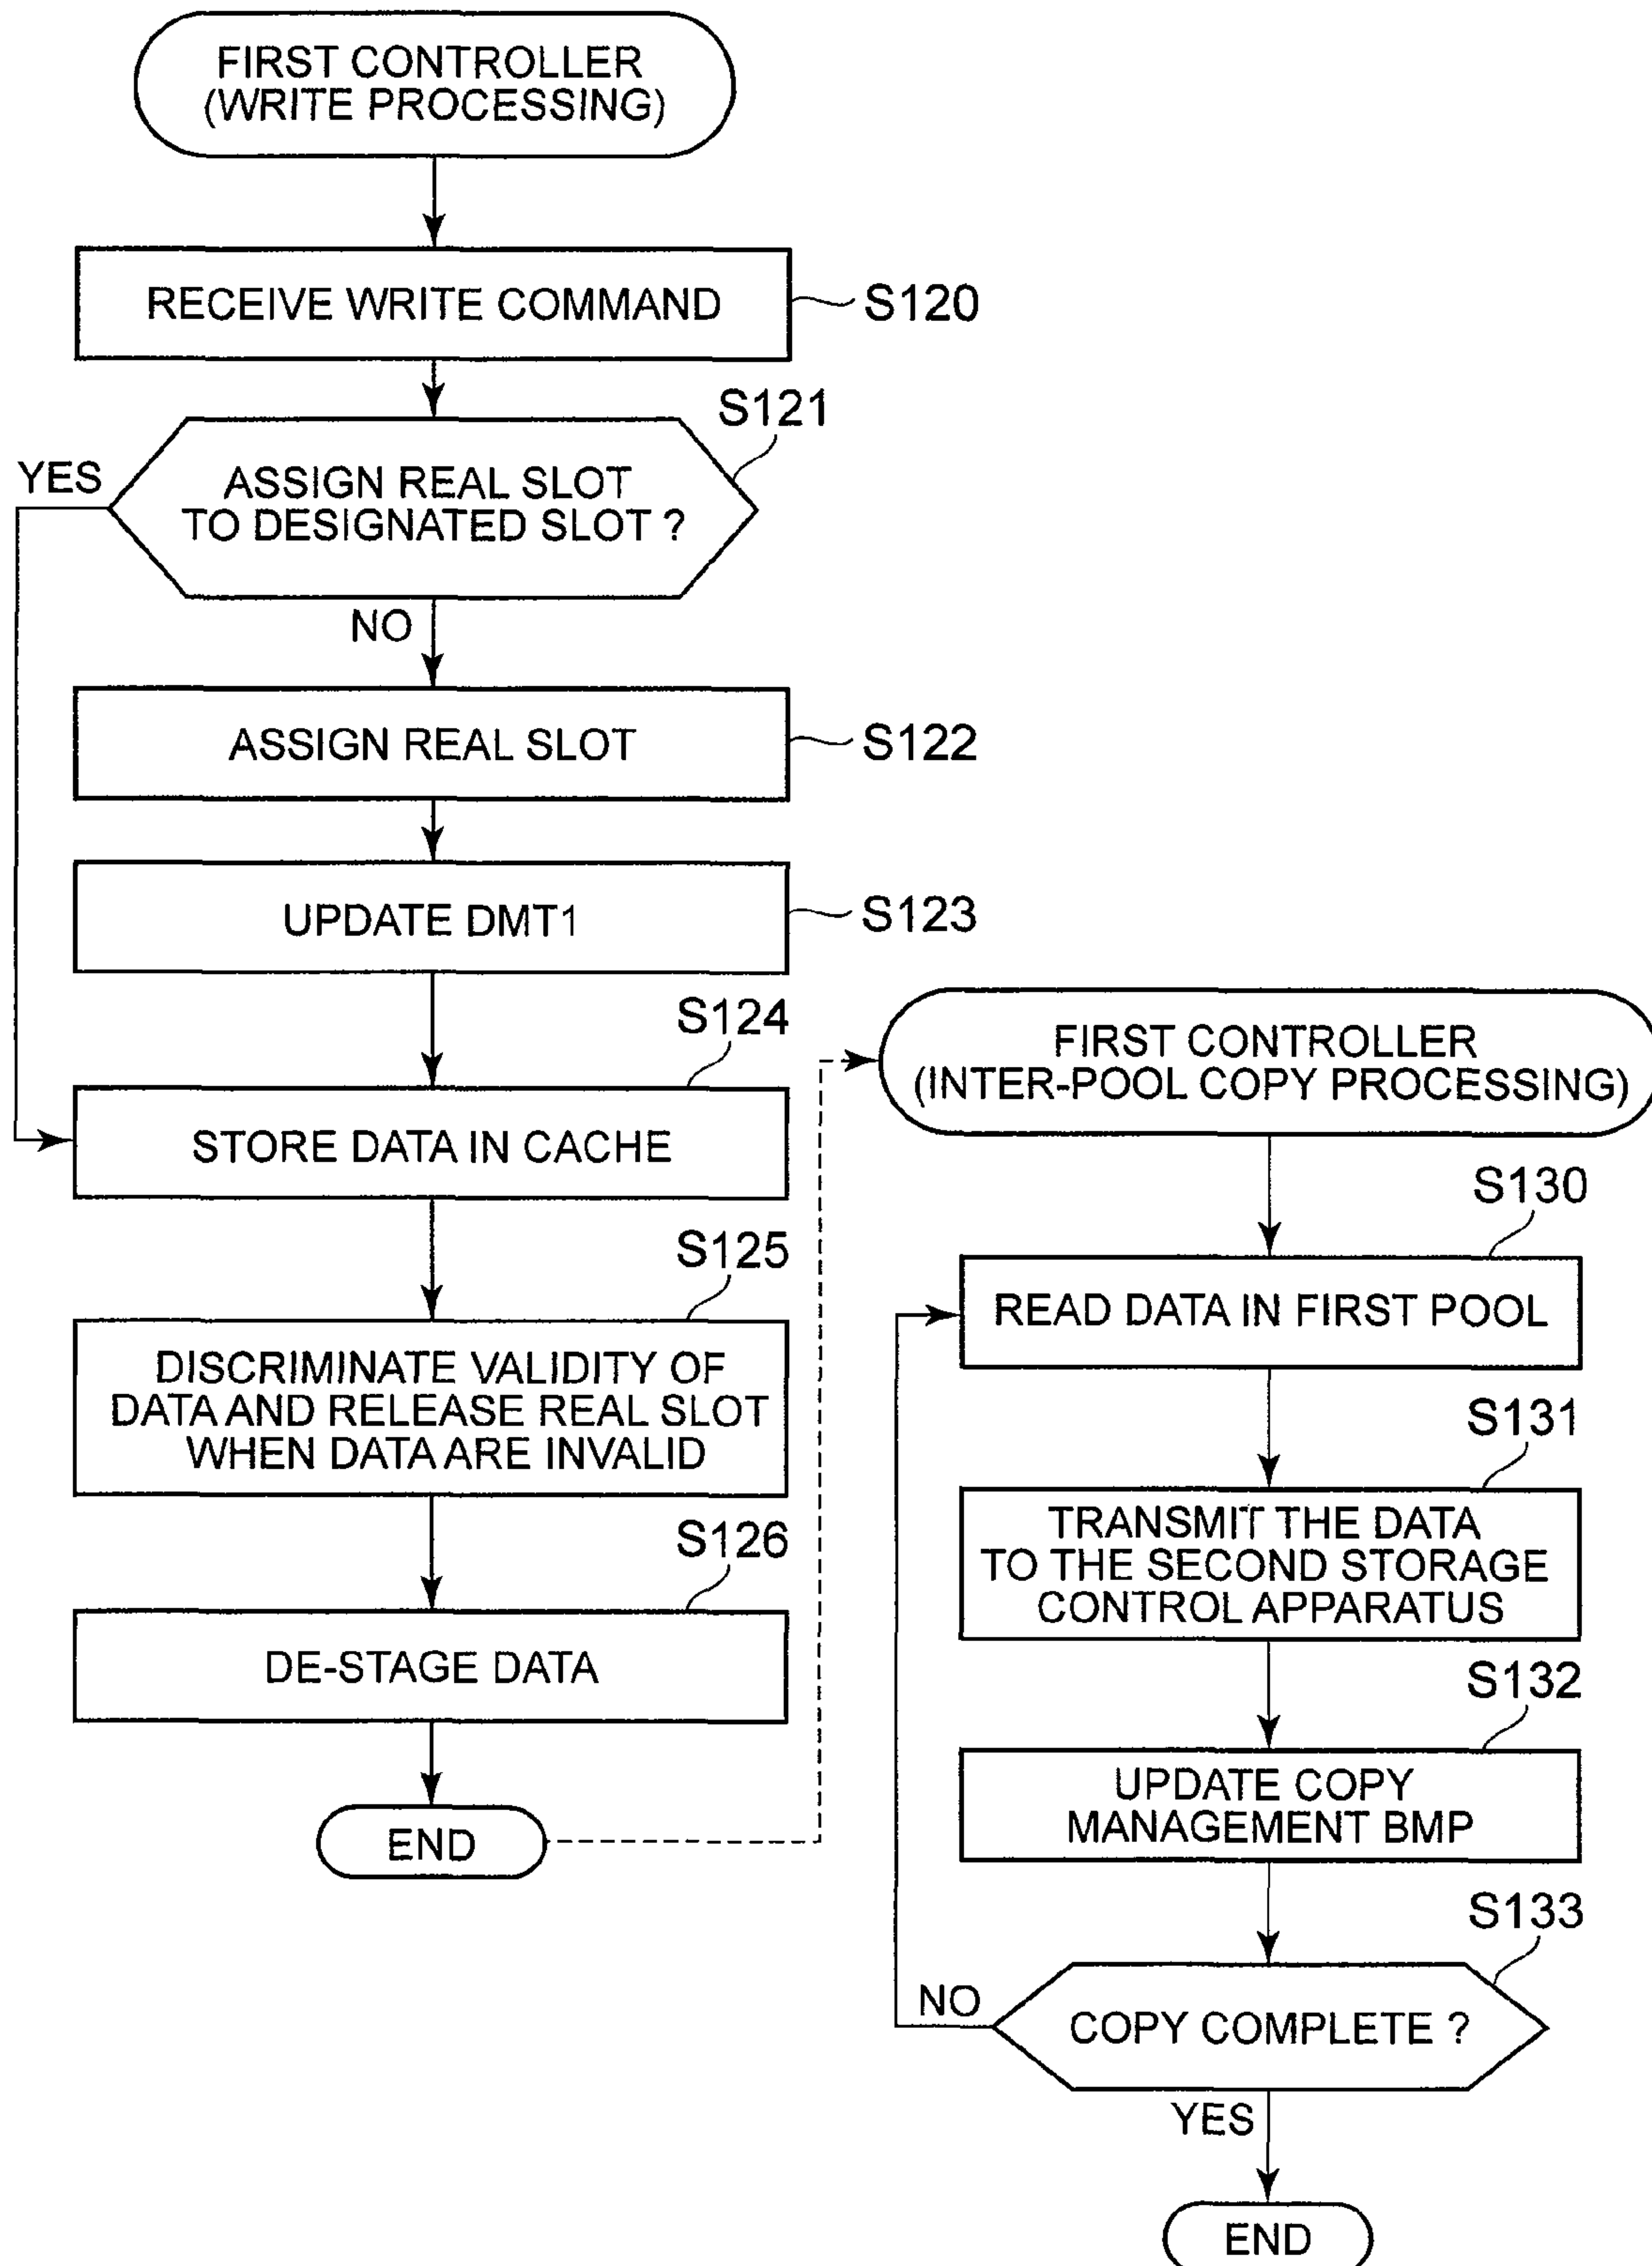 FIRST CONTROLLER
(WRITE PROCESSING)
RECEIVE WRITE COMMAND
S120
S121
YES
ASSIGN REAL SLOT
TO DESIGNATED SLOT ?
NO
ASSIGN REAL SLOT
S122
UPDATE DMT1
S123
S124
STORE DATA IN CACHE
S125
DISCRIMINATE VALIDITY OF
DATA AND RELEASE REAL SLOT
WHEN DATA ARE INVALID
S126
DE-STAGE DATA
END
FIRST CONTROLLER
(INTER-POOL COPY PROCESSING)
S130
READ DATA IN FIRST POOL
S131
TRANSMIT THE DATA
TO THE SECOND STORAGE
CONTROL APPARATUS
S132
UPDATE COPY
MANAGEMENT BMP
S133
NO
COPY COMPLETE ?
YES
END